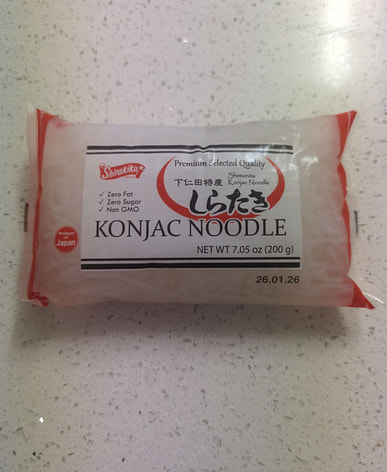 Shirakiku
Premium Selected Quality
下仁田特産
Shimonita
Konjac Noodle
✓ Zero Fat
✓ Zero Sugar
✓ Non GMO
しらたき
KONJAC NOODLE
NET WT 7.05 oz (200 g)
Product
of
Japan
26.01.26